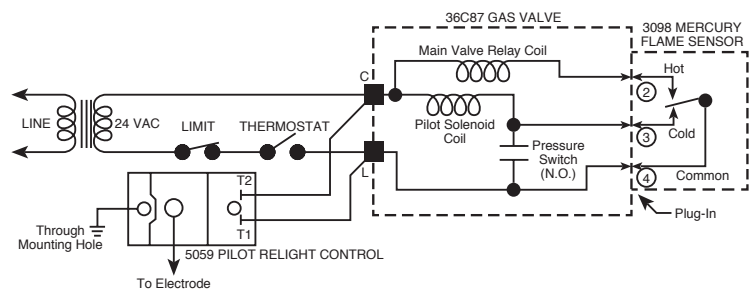 36C87 GAS VALVE
3098 MERCURY
FLAME SENSOR
Main Valve Relay Coil
Hot
C
2
LINE
24 VAC
LIMIT
THERMOSTAT
Pilot Solenoid
Coil
3
Cold
Pressure
Switch
(N.O.)
L
4
Common
T2
T1
Plug-In
Through
Mounting Hole
5059 PILOT RELIGHT CONTROL
To Electrode